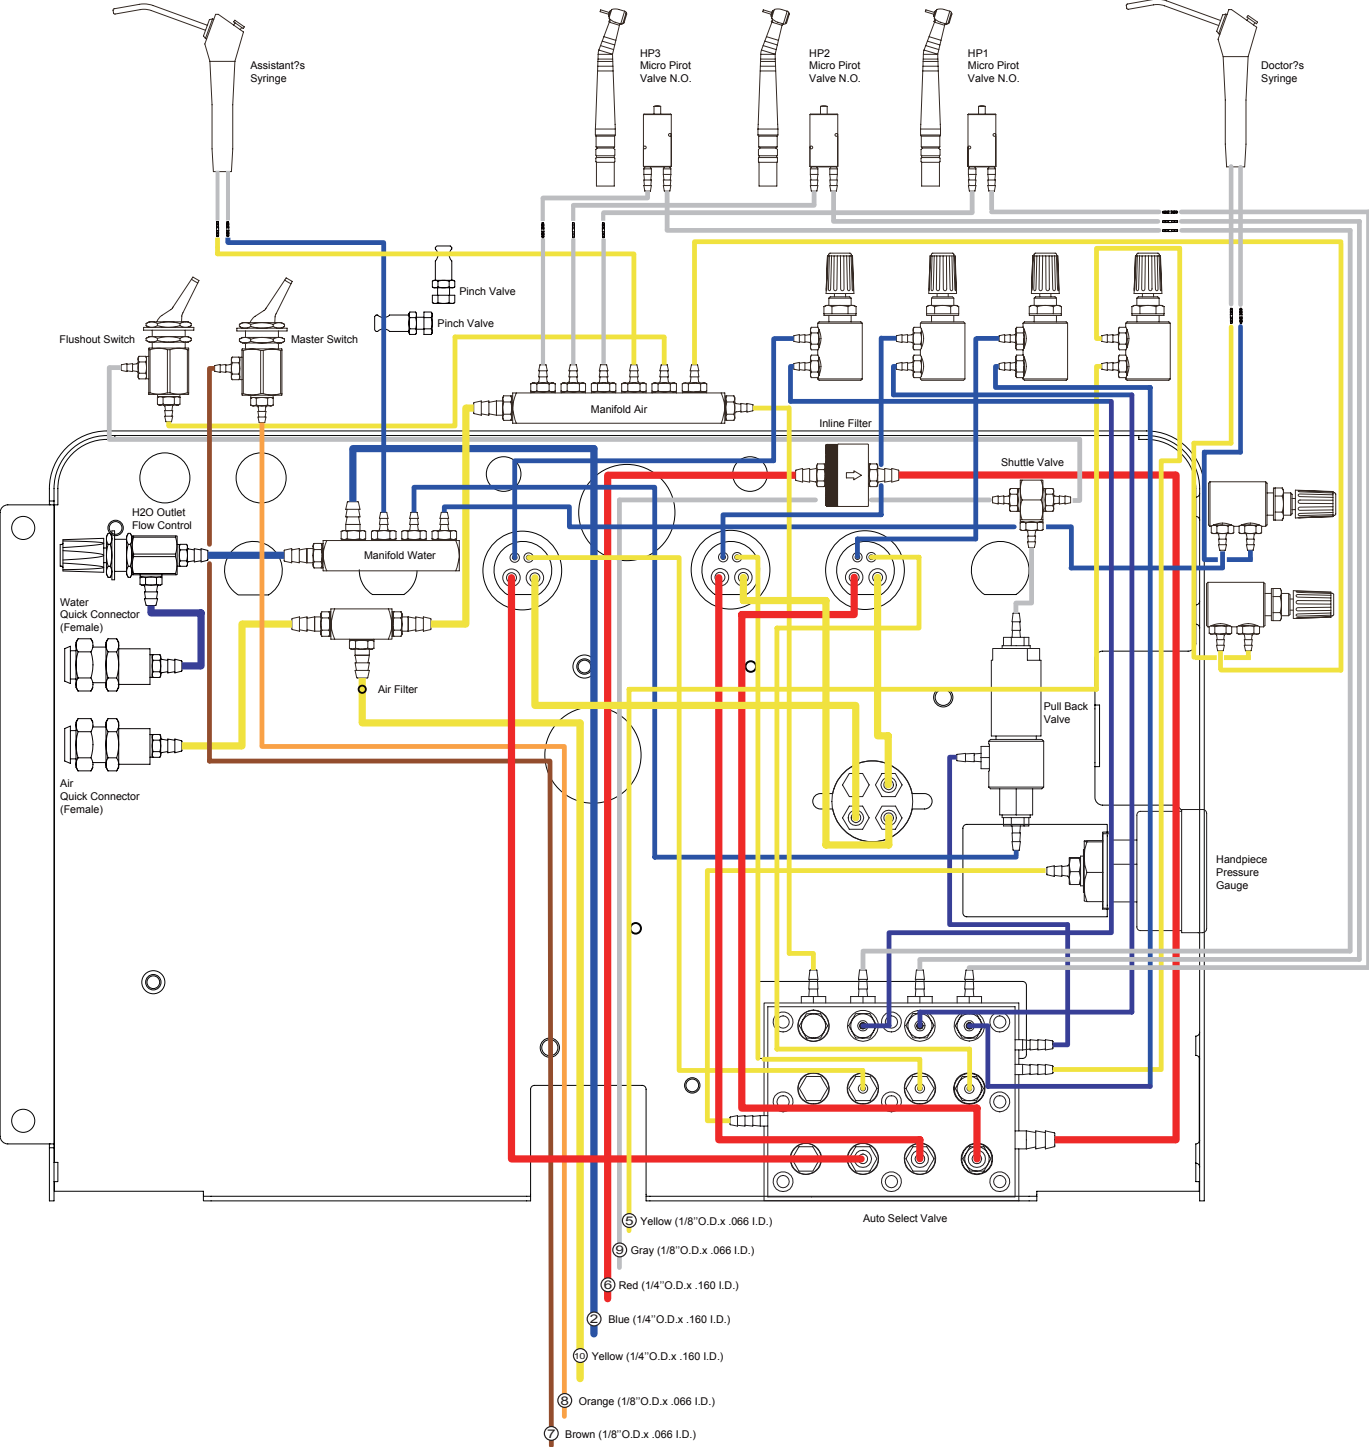 Assistant?s
Syringe
HP3
Micro Pirot
Valve N.O.
HP2
Micro Pirot
Valve N.O.
HP1
Micro Pirot
Valve N.O.
Doctor?s
Syringe
Pinch Valve
Pinch Valve
Flushout Switch
Master Switch
Manifold Air
Inline Filter
Shuttle Valve
H2O Outlet
Flow Control
Manifold Water
Water
Quick Connector
(Female)
Air Filter
Pull Back
Valve
Air
Quick Connector
(Female)
Handpiece
Pressure
Gauge
Auto Select Valve
5 Yellow (1/8"O.D.x .066 I.D.)
9 Gray (1/8"O.D.x .066 I.D.)
6 Red (1/4"O.D.x .160 I.D.)
2 Blue (1/4"O.D.x .160 I.D.)
10 Yellow (1/4"O.D.x .160 I.D.)
8 Orange (1/8"O.D.x .066 I.D.)
7 Brown (1/8"O.D.x .066 I.D.)